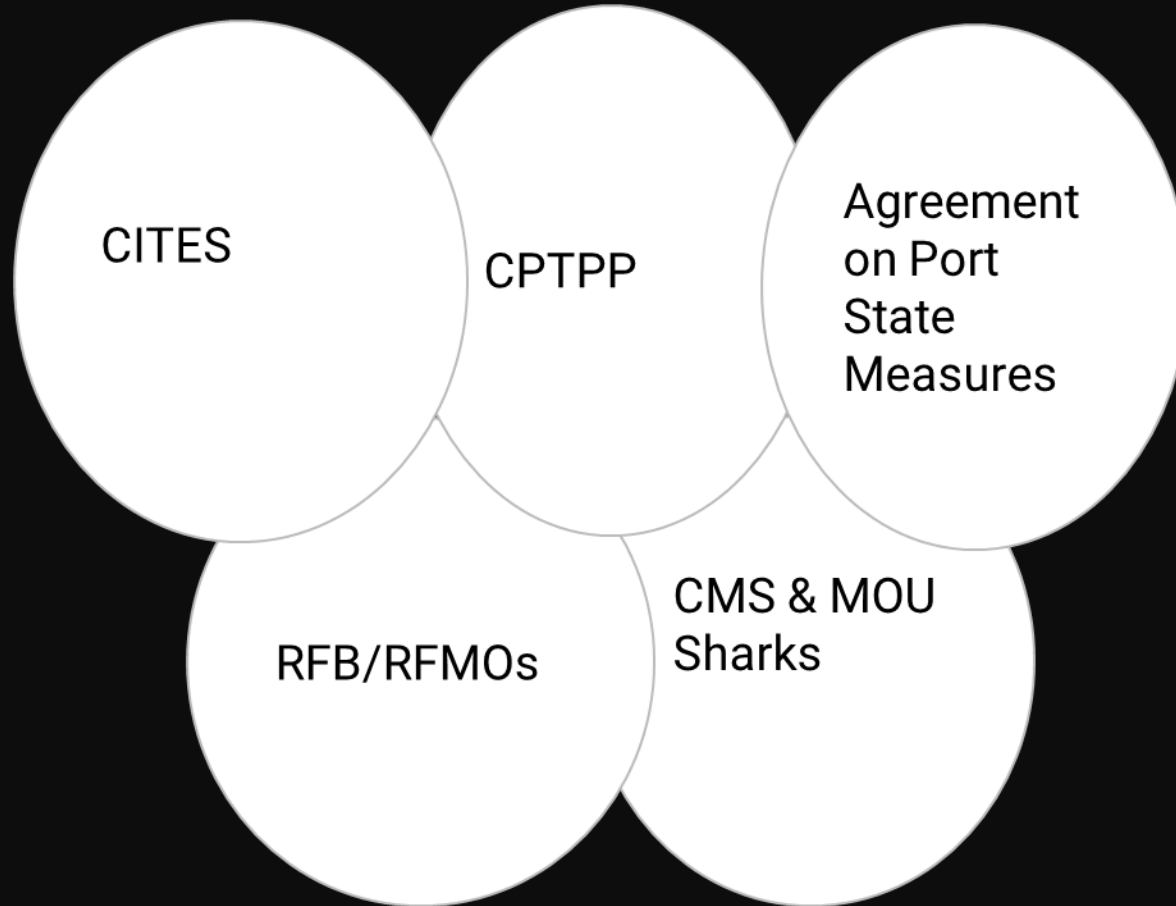 CITES
CPTPP
Agreement
on Port
State
Measures
RFB/RFMOs
CMS & MOU
Sharks